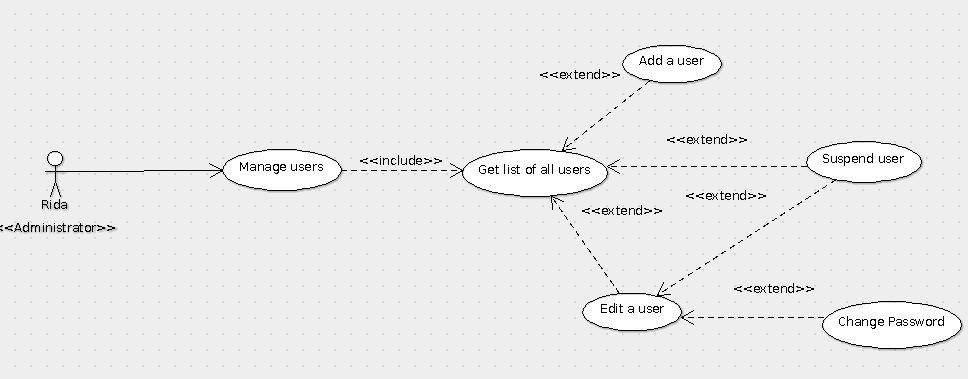 Add a user
<<extend>>
<<extend>>
Manage users
<<include>>
Get list of all users
Suspend user
<<extend>>
Rida
<<extend>>
<<Administrator>>
<<extend>>
Edit a user
Change Password